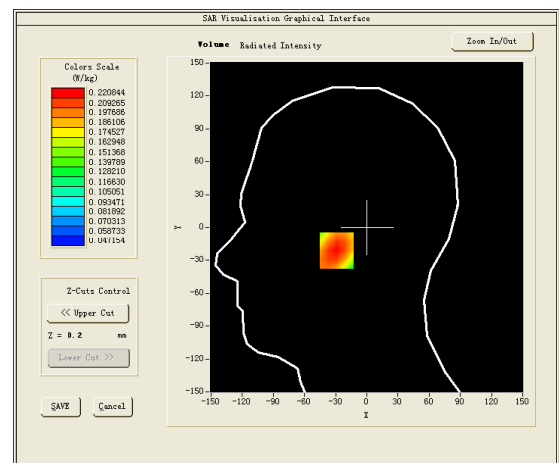 SAR Visualisation Graphical Interface
Volume Radiated Intensity
Zoom In/Out
Colors Scale
(W/kg)
0.220844
0.209265
0.197686
0.186106
0.174527
0.162948
0.151368
0.139789
0.128210
0.116630
0.105051
0.093471
0.081892
0.070313
0.058733
0.047154
Z-Cuts Control
<< Upper Cut
Z = 0.2 mm
Lower Cut >>
SAVE Cancel
150
120
90
60
30
0
-30
-60
-90
-120
-150
Y
-150 -120 -90 -60 -30 0 30 60 90 120 150
X